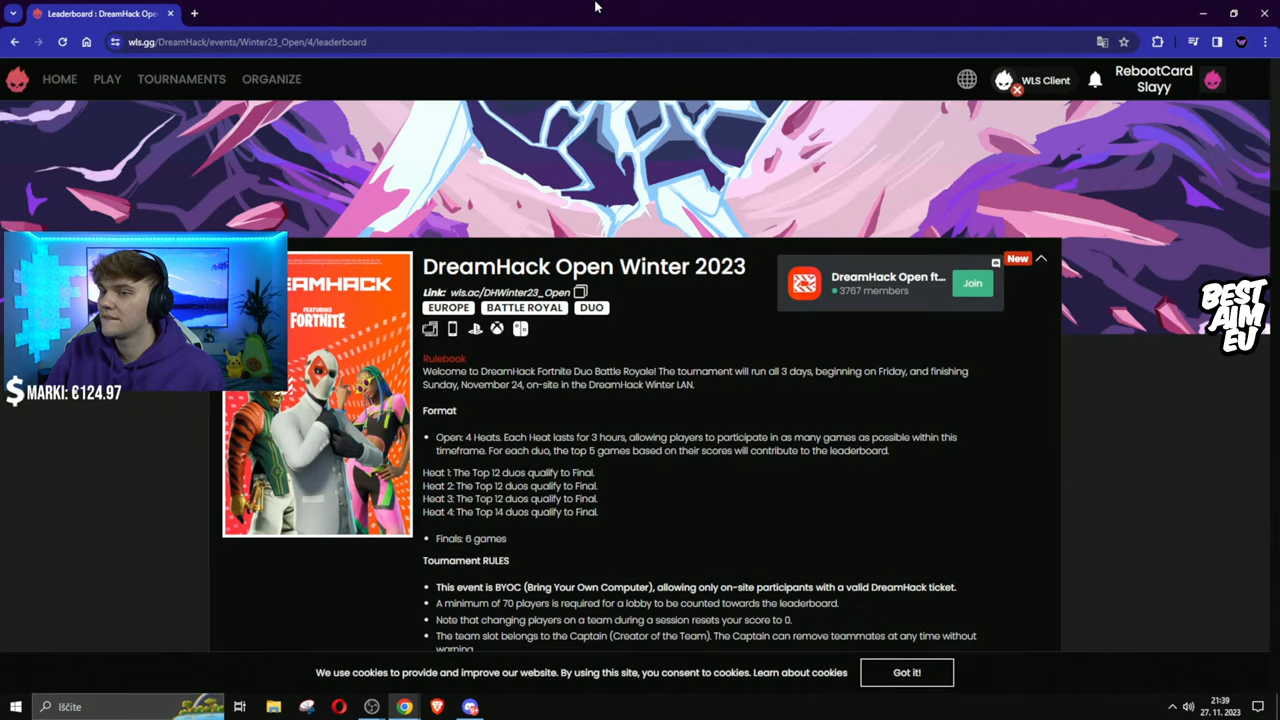 Leaderboard : DreamHack Ope
wls.gg/DreamHack/events/Winter23_Open/4/leaderboard
HOME PLAY TOURNAMENTS ORGANIZE
WLS Client
RebootCard
Slayy
DREAMHACK
FEATURING
FORTNITE
DreamHack Open Winter 2023
Link: wls.ac/DHWinter23_Open
EUROPE BATTLE ROYAL DUO
DreamHack Open ft...
3767 members
Join
New
Rulebook
Welcome to DreamHack Fortnite Duo Battle Royale! The tournament will run all 3 days, beginning on Friday, and finishing
Sunday, November 24, on-site in the DreamHack Winter LAN.
Format
• Open: 4 Heats. Each Heat lasts for 3 hours, allowing players to participate in as many games as possible within this
timeframe. For each duo, the top 5 games based on their scores will contribute to the leaderboard.
Heat 1: The Top 12 duos qualify to Final.
Heat 2: The Top 12 duos qualify to Final.
Heat 3: The Top 12 duos qualify to Final.
Heat 4: The Top 14 duos qualify to Final.
• Finals: 6 games
Tournament RULES
• This event is BYOC (Bring Your Own Computer), allowing only on-site participants with a valid DreamHack ticket.
• A minimum of 70 players is required for a lobby to be counted towards the leaderboard.
• Note that changing players on a team during a session resets your score to 0.
• The team slot belongs to the Captain (Creator of the Team). The Captain can remove teammates at any time without
warning.
$ MARKI: €124.97
BEST
AIM
EU
We use cookies to provide and improve our website. By using this site, you consent to cookies. Learn about cookies
Got it!
Iščite
21:39
27. 11. 2023